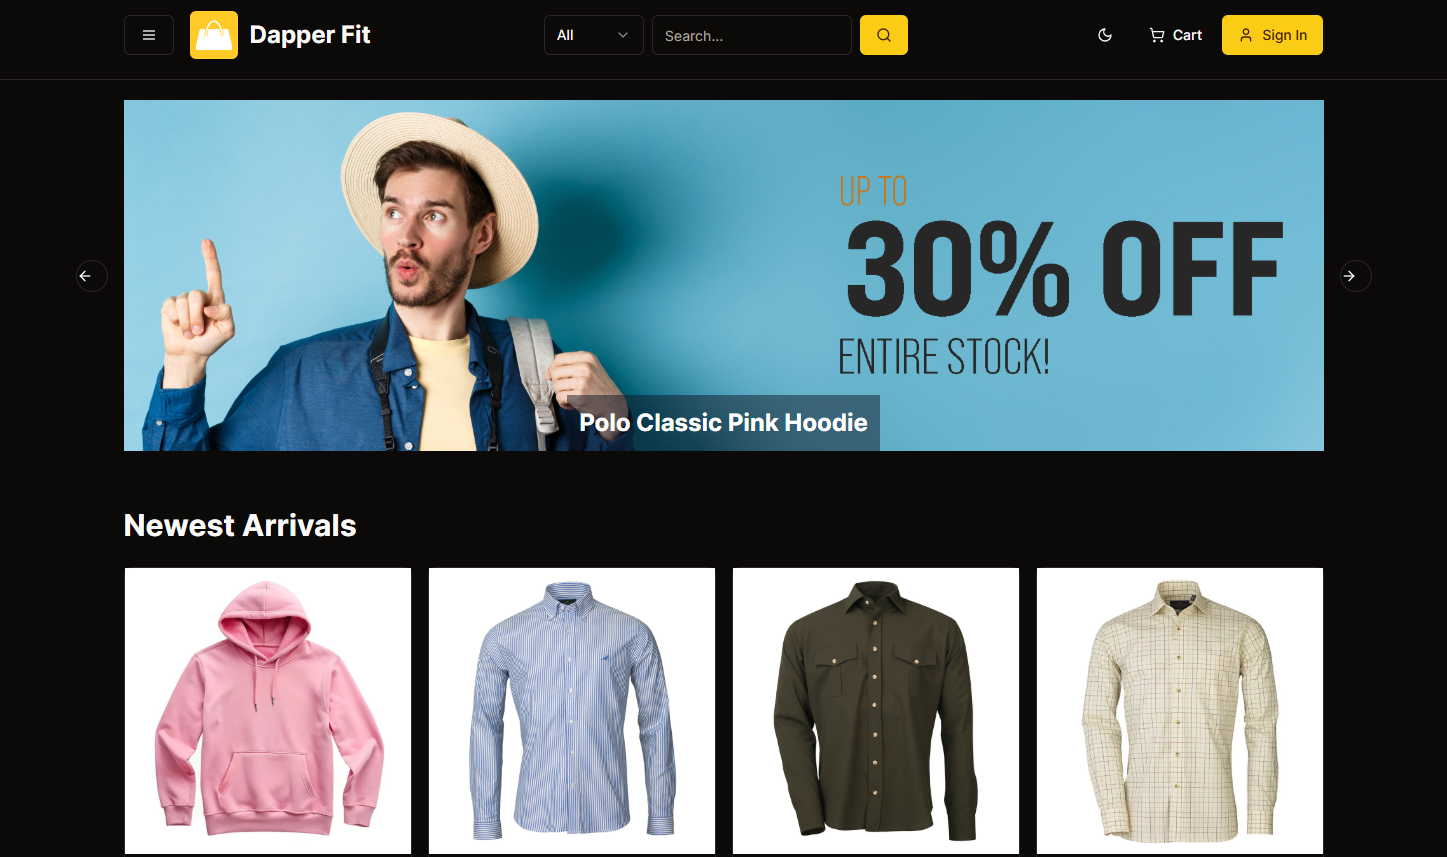 Dapper Fit
All
Search...
Cart
Sign In
UP TO
30% OFF
ENTIRE STOCK!
Polo Classic Pink Hoodie
Newest Arrivals